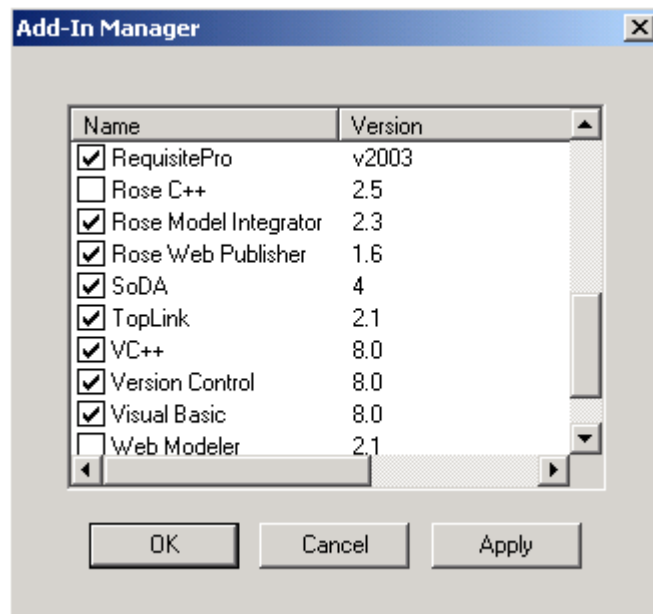 Add-In Manager
Name Version
RequisitePro v2003
Rose C++ 2.5
Rose Model Integrator 2.3
Rose Web Publisher 1.6
SoDA 4
TopLink 2.1
VC++ 8.0
Version Control 8.0
Visual Basic 8.0
Web Modeler 2.1
OK Cancel Apply